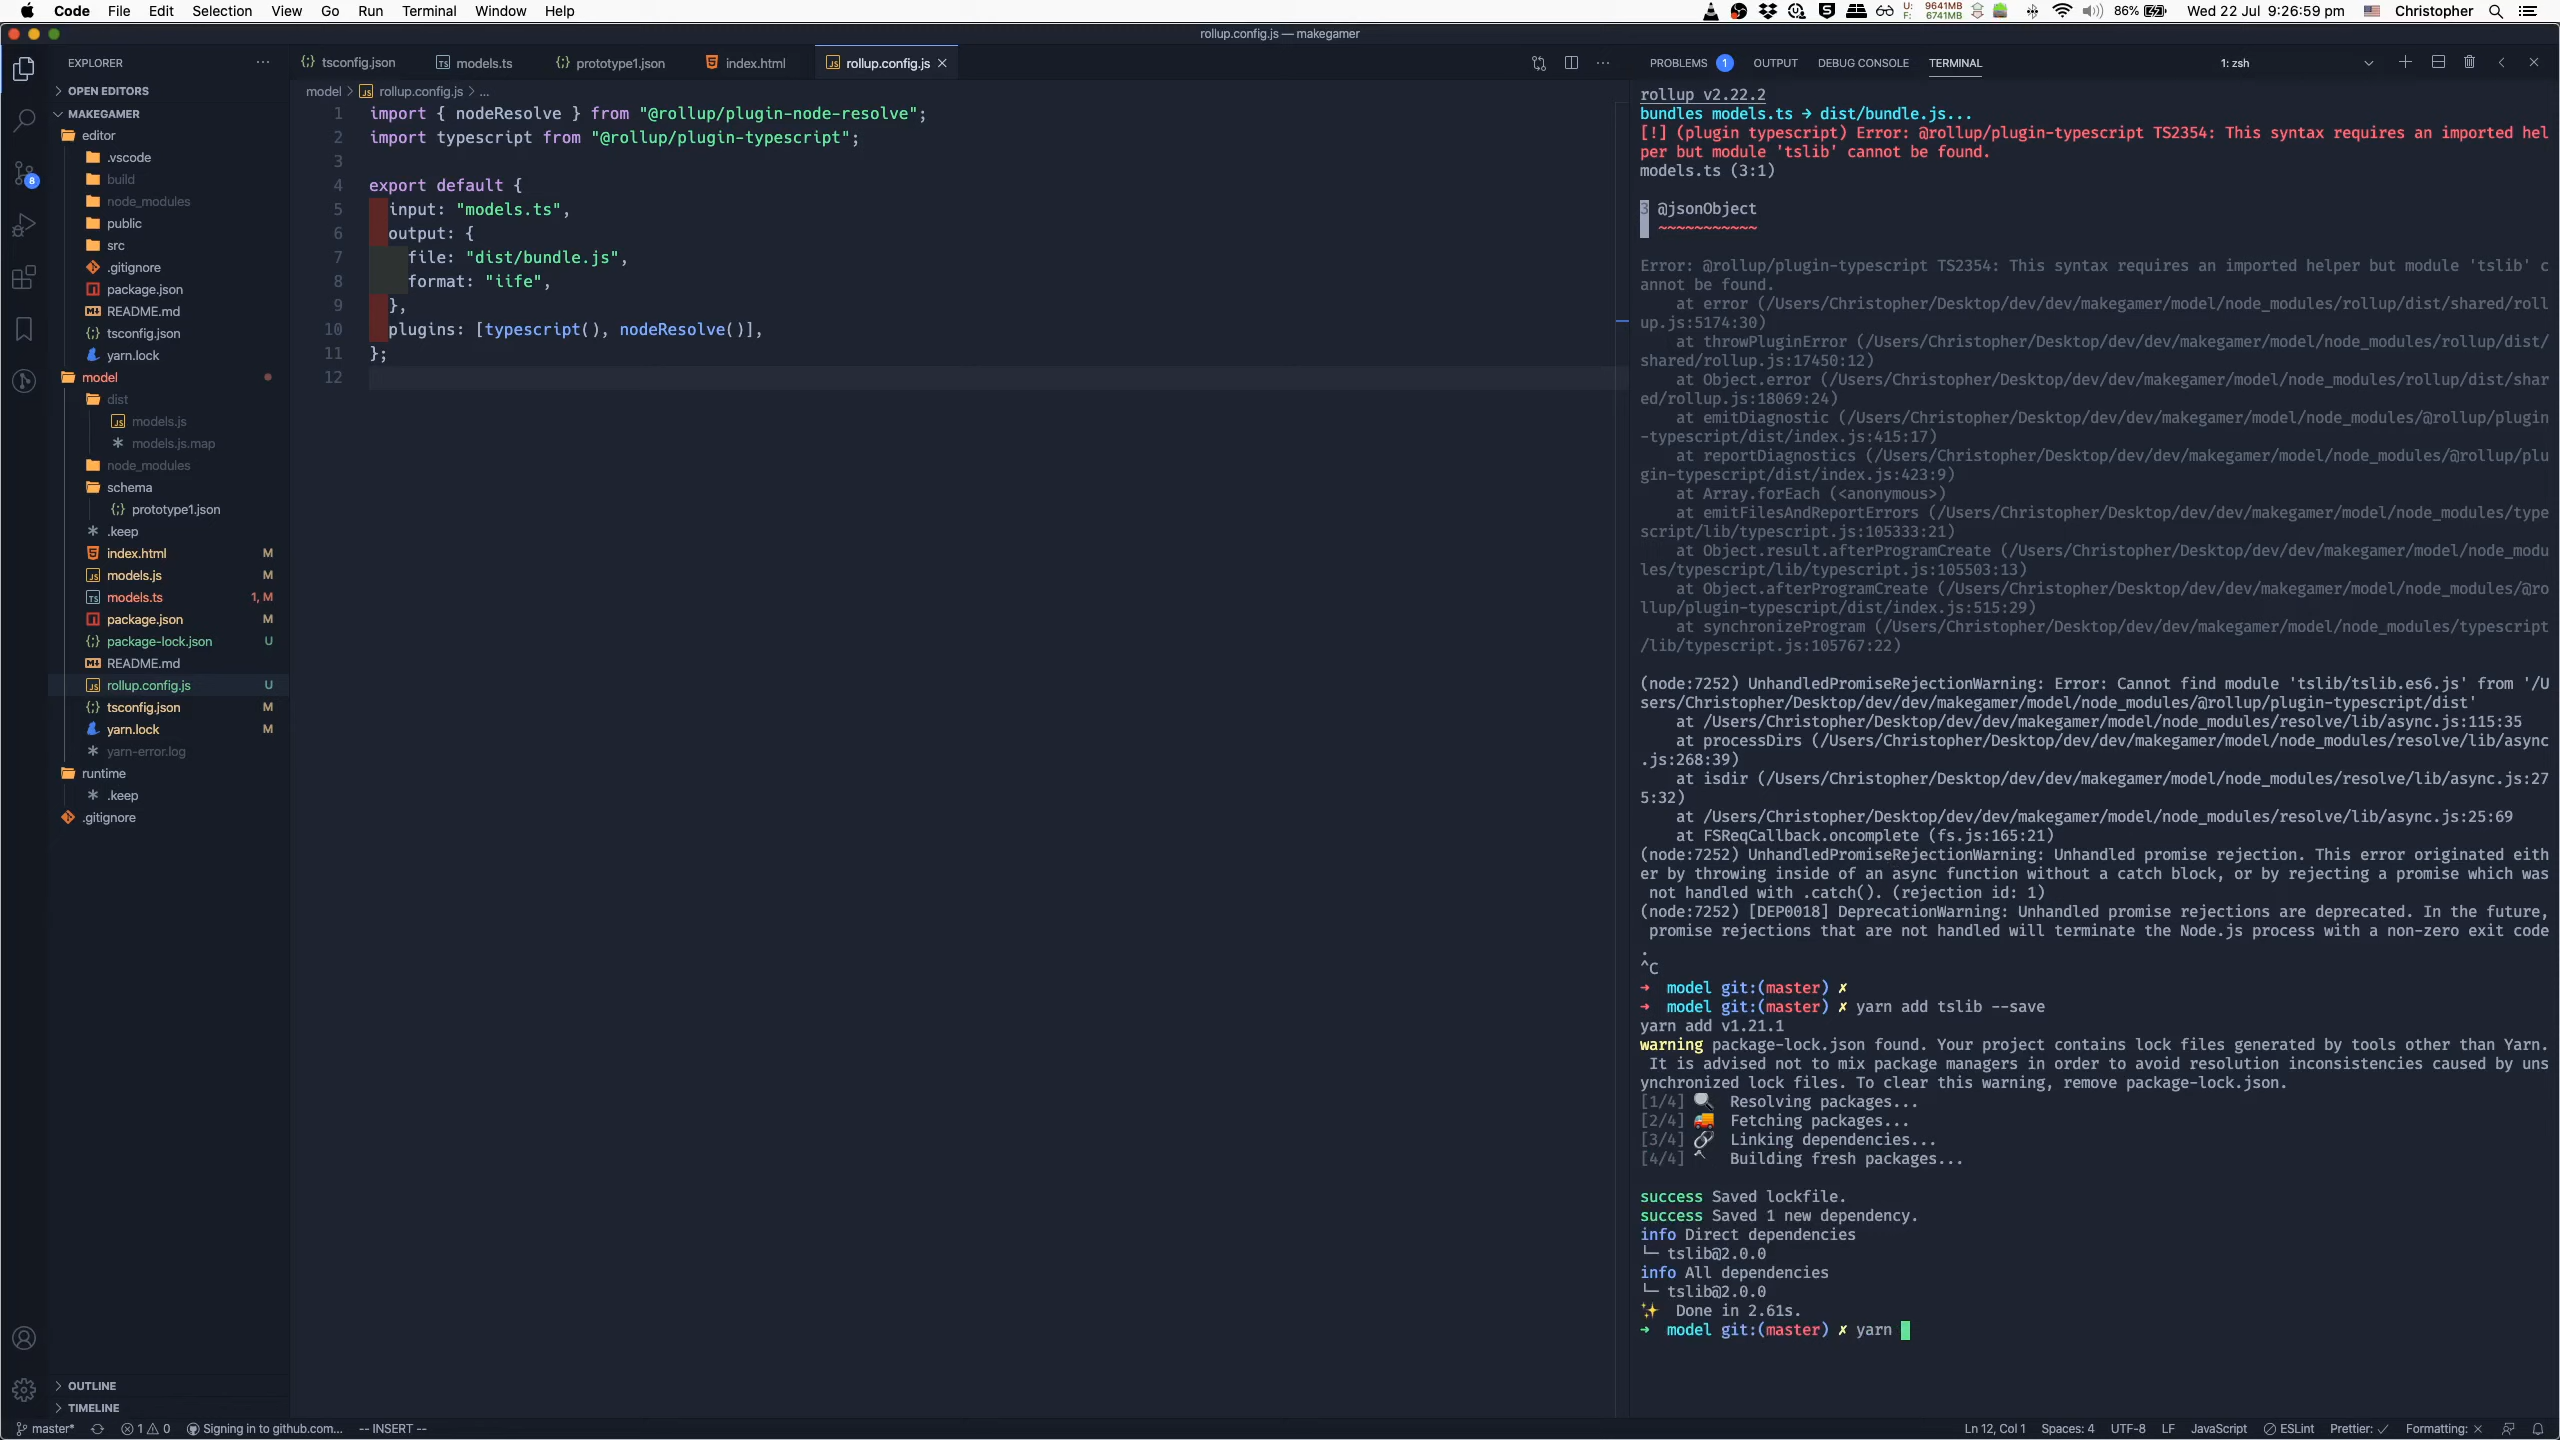 Code File Edit Selection View Go Run Terminal Window Help
U: 9641MB
F: 6741MB
86%
Wed 22 Jul 9:26:59 pm
Christopher
rollup.config.js — makegamer
EXPLORER
OPEN EDITORS
MAKEGAMER
editor
.vscode
build
node_modules
public
src
.gitignore
package.json
README.md
tsconfig.json
yarn.lock
model
dist
models.js
models.js.map
node_modules
schema
prototype1.json
.keep
index.html M
models.js M
models.ts 1, M
package.json M
package-lock.json U
README.md
rollup.config.js U
tsconfig.json M
yarn.lock M
yarn-error.log
runtime
.keep
.gitignore
OUTLINE
TIMELINE
8
tsconfig.json models.ts prototype1.json index.html rollup.config.js
model > rollup.config.js > ...
1 import { nodeResolve } from "@rollup/plugin-node-resolve";
2 import typescript from "@rollup/plugin-typescript";
3
4 export default {
5 input: "models.ts",
6 output: {
7 file: "dist/bundle.js",
8 format: "iife",
9 },
10 plugins: [typescript(), nodeResolve()],
11 };
12
PROBLEMS 1 OUTPUT DEBUG CONSOLE TERMINAL 1: zsh
rollup v2.22.2
bundles models.ts → dist/bundle.js...
[!] (plugin typescript) Error: @rollup/plugin-typescript TS2354: This syntax requires an imported hel
per but module 'tslib' cannot be found.
models.ts (3:1)
3 @jsonObject
~~~~~~~~~~~
Error: @rollup/plugin-typescript TS2354: This syntax requires an imported helper but module 'tslib' c
annot be found.
at error (/Users/Christopher/Desktop/dev/dev/makegamer/model/node_modules/rollup/dist/shared/roll
up.js:5174:30)
at throwPluginError (/Users/Christopher/Desktop/dev/dev/makegamer/model/node_modules/rollup/dist/
shared/rollup.js:17450:12)
at Object.error (/Users/Christopher/Desktop/dev/dev/makegamer/model/node_modules/rollup/dist/shar
ed/rollup.js:18069:24)
at emitDiagnostic (/Users/Christopher/Desktop/dev/dev/makegamer/model/node_modules/@rollup/plugin
-typescript/dist/index.js:415:17)
at reportDiagnostics (/Users/Christopher/Desktop/dev/dev/makegamer/model/node_modules/@rollup/plu
gin-typescript/dist/index.js:423:9)
at Array.forEach (<anonymous>)
at emitFilesAndReportErrors (/Users/Christopher/Desktop/dev/dev/makegamer/model/node_modules/type
script/lib/typescript.js:105333:21)
at Object.result.afterProgramCreate (/Users/Christopher/Desktop/dev/dev/makegamer/model/node_modu
les/typescript/lib/typescript.js:105503:13)
at Object.afterProgramCreate (/Users/Christopher/Desktop/dev/dev/makegamer/model/node_modules/@ro
llup/plugin-typescript/dist/index.js:515:29)
at synchronizeProgram (/Users/Christopher/Desktop/dev/dev/makegamer/model/node_modules/typescript
/lib/typescript.js:105767:22)
(node:7252) UnhandledPromiseRejectionWarning: Error: Cannot find module 'tslib/tslib.es6.js' from '/U
sers/Christopher/Desktop/dev/dev/makegamer/model/node_modules/@rollup/plugin-typescript/dist'
at /Users/Christopher/Desktop/dev/dev/makegamer/model/node_modules/resolve/lib/async.js:115:35
at processDirs (/Users/Christopher/Desktop/dev/dev/makegamer/model/node_modules/resolve/lib/async
.js:268:39)
at isdir (/Users/Christopher/Desktop/dev/dev/makegamer/model/node_modules/resolve/lib/async.js:27
5:32)
at /Users/Christopher/Desktop/dev/dev/makegamer/model/node_modules/resolve/lib/async.js:25:69
at FSReqCallback.oncomplete (fs.js:165:21)
(node:7252) UnhandledPromiseRejectionWarning: Unhandled promise rejection. This error originated eith
er by throwing inside of an async function without a catch block, or by rejecting a promise which was
not handled with .catch(). (rejection id: 1)
(node:7252) [DEP0018] DeprecationWarning: Unhandled promise rejections are deprecated. In the future,
promise rejections that are not handled will terminate the Node.js process with a non-zero exit code
.
^C
➜ model git:(master) ✗
➜ model git:(master) ✗ yarn add tslib --save
yarn add v1.21.1
warning package-lock.json found. Your project contains lock files generated by tools other than Yarn.
It is advised not to mix package managers in order to avoid resolution inconsistencies caused by uns
ynchronized lock files. To clear this warning, remove package-lock.json.
[1/4] 🔍 Resolving packages...
[2/4] 🚚 Fetching packages...
[3/4] 🔗 Linking dependencies...
[4/4] 🔨 Building fresh packages...
success Saved lockfile.
success Saved 1 new dependency.
info Direct dependencies
└─ tslib@2.0.0
info All dependencies
└─ tslib@2.0.0
✨ Done in 2.61s.
➜ model git:(master) ✗ yarn
master* 1 0 Signing in to github.com... -- INSERT --
Ln 12, Col 1 Spaces: 4 UTF-8 LF JavaScript ESLint Prettier: ✓ Formatting: ×